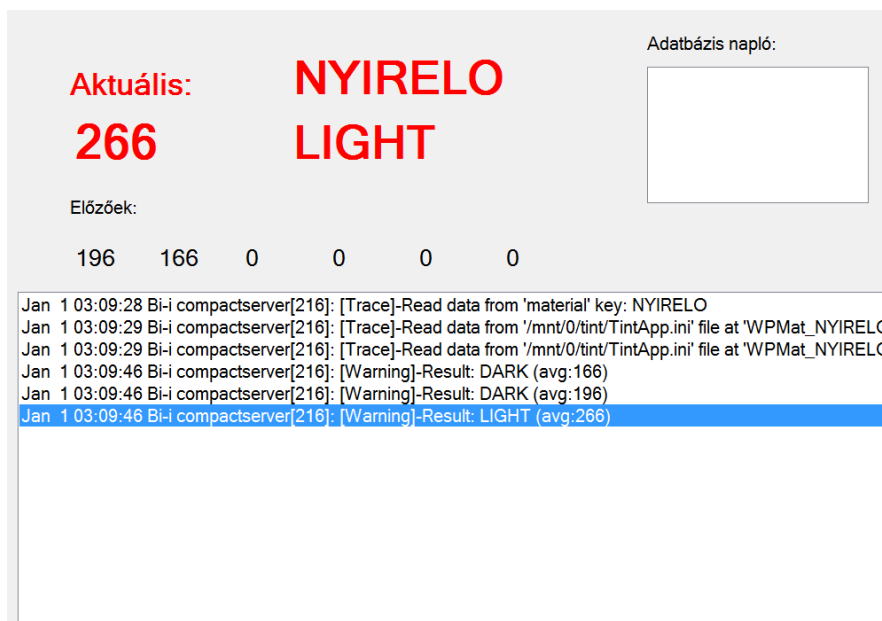 Aktuális:
NYIRELO
266
LIGHT
Adatbázis napló:
Előzőek:
196 166 0 0 0 0
Jan 1 03:09:28 Bi-i compactserver[216]: [Trace]-Read data from 'material' key: NYIRELO
Jan 1 03:09:29 Bi-i compactserver[216]: [Trace]-Read data from '/mnt/0/tint/TintApp.ini' file at 'WPMat_NYIREL
Jan 1 03:09:29 Bi-i compactserver[216]: [Trace]-Read data from '/mnt/0/tint/TintApp.ini' file at 'WPMat_NYIREL
Jan 1 03:09:46 Bi-i compactserver[216]: [Warning]-Result: DARK (avg:166)
Jan 1 03:09:46 Bi-i compactserver[216]: [Warning]-Result: DARK (avg:196)
Jan 1 03:09:46 Bi-i compactserver[216]: [Warning]-Result: LIGHT (avg:266)